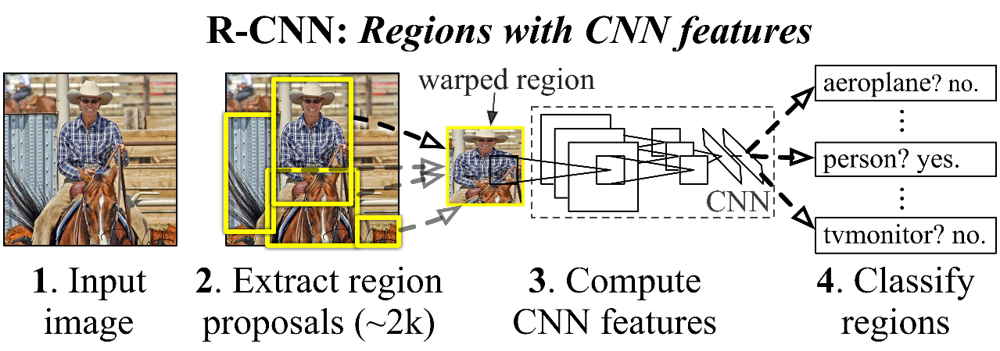 R-CNN: Regions with CNN features
warped region
aeroplane? no.
person? yes.
tvmonitor? no.
CNN
1. Input
image
2. Extract region
proposals (~2k)
3. Compute
CNN features
4. Classify
regions